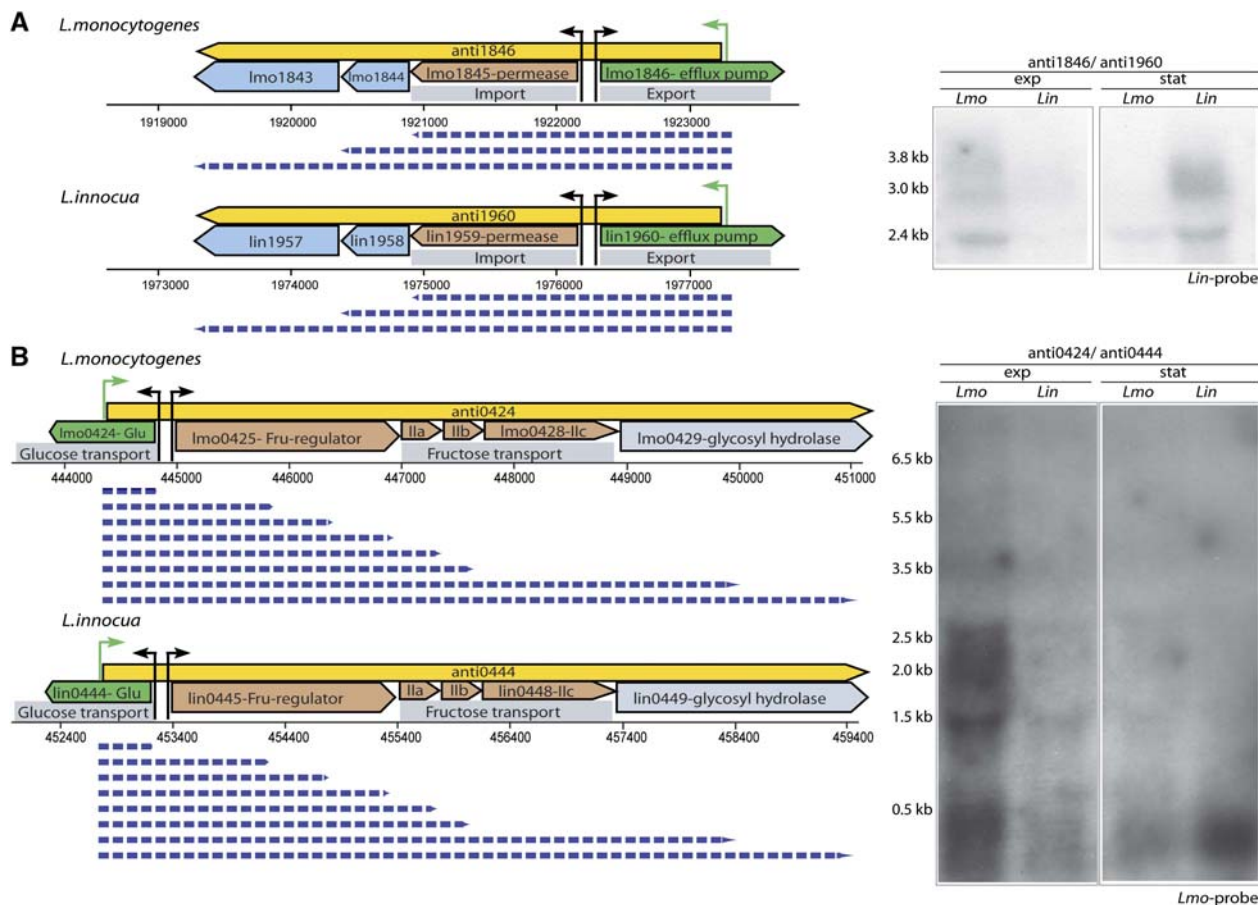 A
L.monocytogenes
anti1846
lmo1843 lmo1844 lmo1845-permease lmo1846- efflux pump
Import Export
1919000 1920000 1921000 1922000 1923000
L.innocua
anti1960
lin1957 lin1958 lin1959-permease lin1960- efflux pump
Import Export
1973000 1974000 1975000 1976000 1977000
anti1846/ anti1960
exp stat
Lmo Lin Lmo Lin
3.8 kb
3.0 kb
2.4 kb
Lin-probe
B
L.monocytogenes
anti0424
lmo0424- Glu lmo0425- Fru-regulator IIa IIb lmo0428-IIc lmo0429-glycosyl hydrolase
Glucose transport Fructose transport
444000 445000 446000 447000 448000 449000 450000 451000
L.innocua
anti0444
lin0444- Glu lin0445-Fru-regulator IIa IIb lin0448-IIc lin0449-glycosyl hydrolase
Glucose transport Fructose transport
452400 453400 454400 455400 456400 457400 458400 459400
anti0424/ anti0444
exp stat
Lmo Lin Lmo Lin
6.5 kb
5.5 kb
3.5 kb
2.5 kb
2.0 kb
1.5 kb
0.5 kb
Lmo-probe